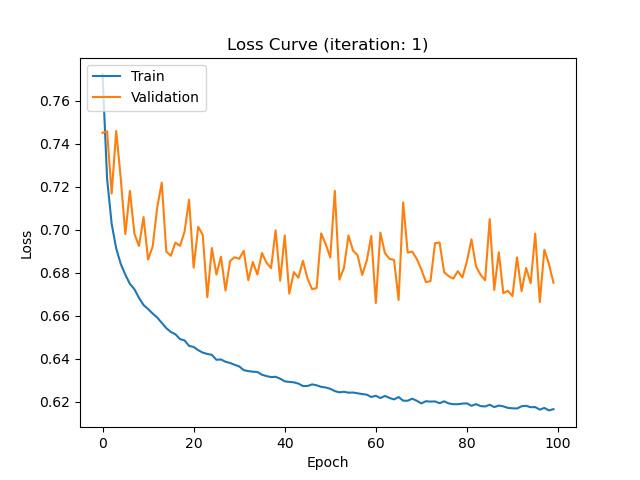 Loss Curve (iteration: 1)
Train
Validation
0.76
0.74
0.72
0.70
0.68
0.66
0.64
0.62
Loss
0 20 40 60 80 100
Epoch